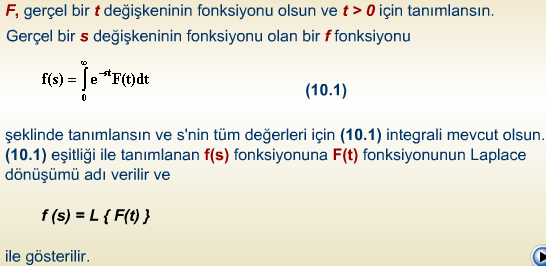 F, gerçel bir t değişkeninin fonksiyonu olsun ve t > 0 için tanımlansın.
Gerçel bir s değişkeninin fonksiyonu olan bir f fonksiyonu
f(s) = ∫₀^∞ e^(-st) F(t)dt
(10.1)
şeklinde tanımlansın ve s'nin tüm değerleri için (10.1) integrali mevcut olsun.
(10.1) eşitliği ile tanımlanan f(s) fonksiyonuna F(t) fonksiyonunun Laplace
dönüşümü adı verilir ve
f (s) = L { F(t) }
ile gösterilir.